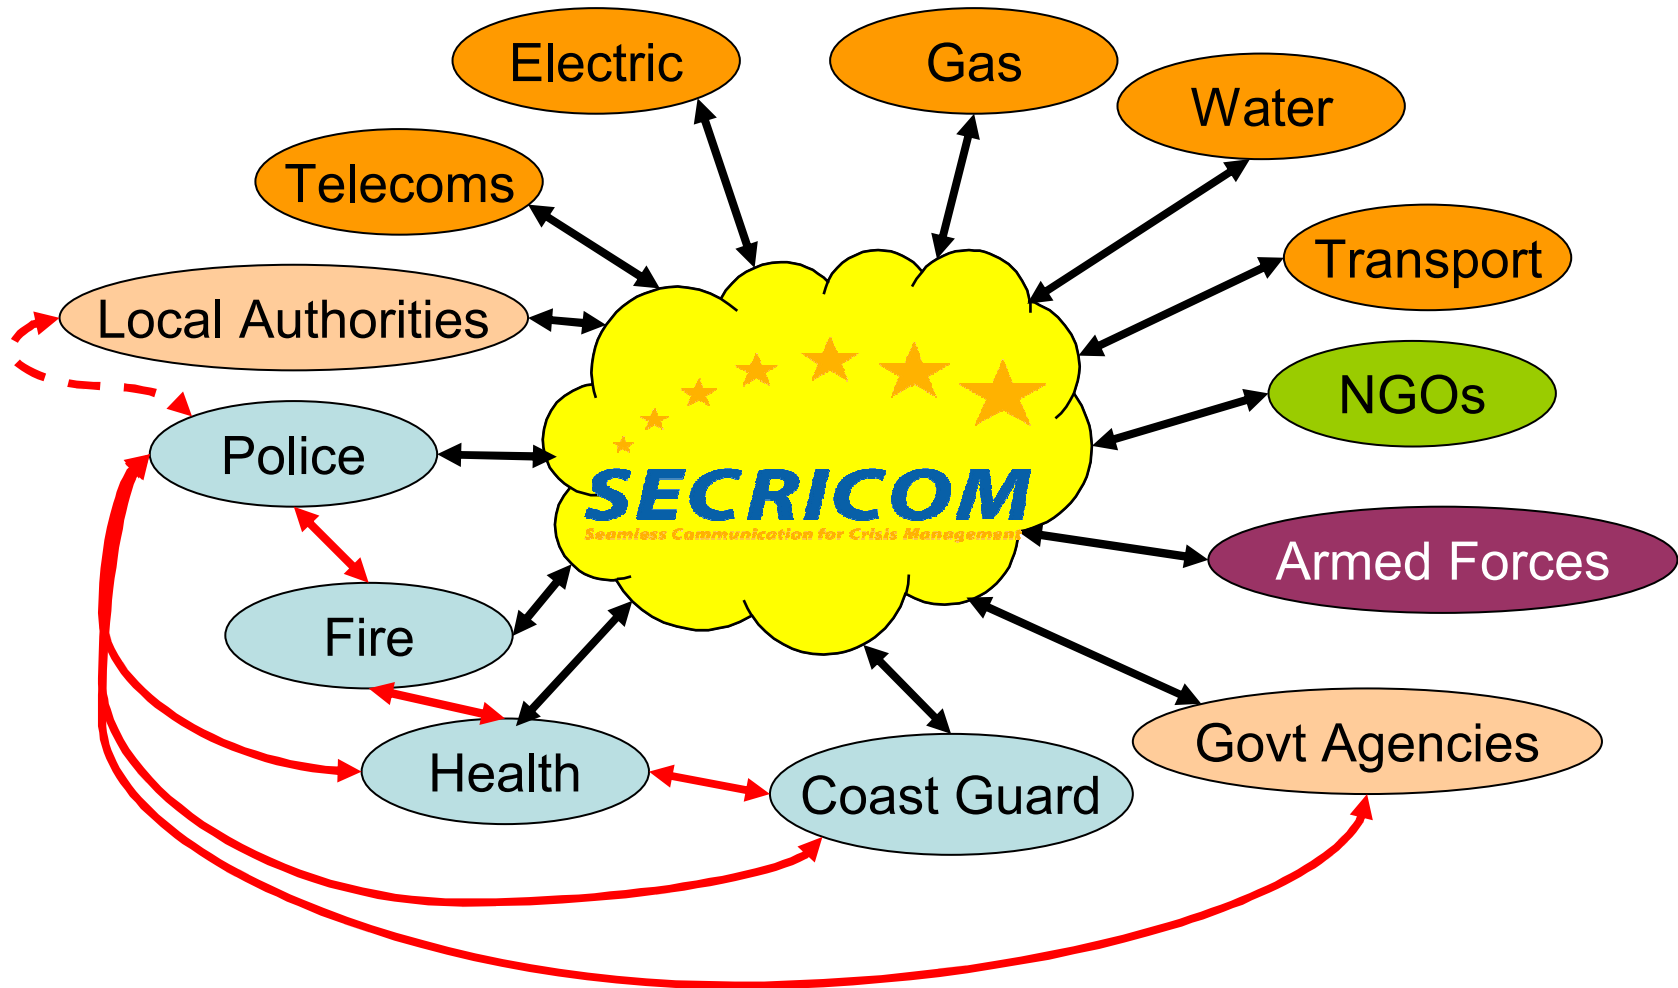 Electric
Gas
Water
Telecoms
Transport
Local Authorities
NGOs
Police
SECRICOM
Seamless Communication for Crisis Management
Armed Forces
Fire
Govt Agencies
Health
Coast Guard